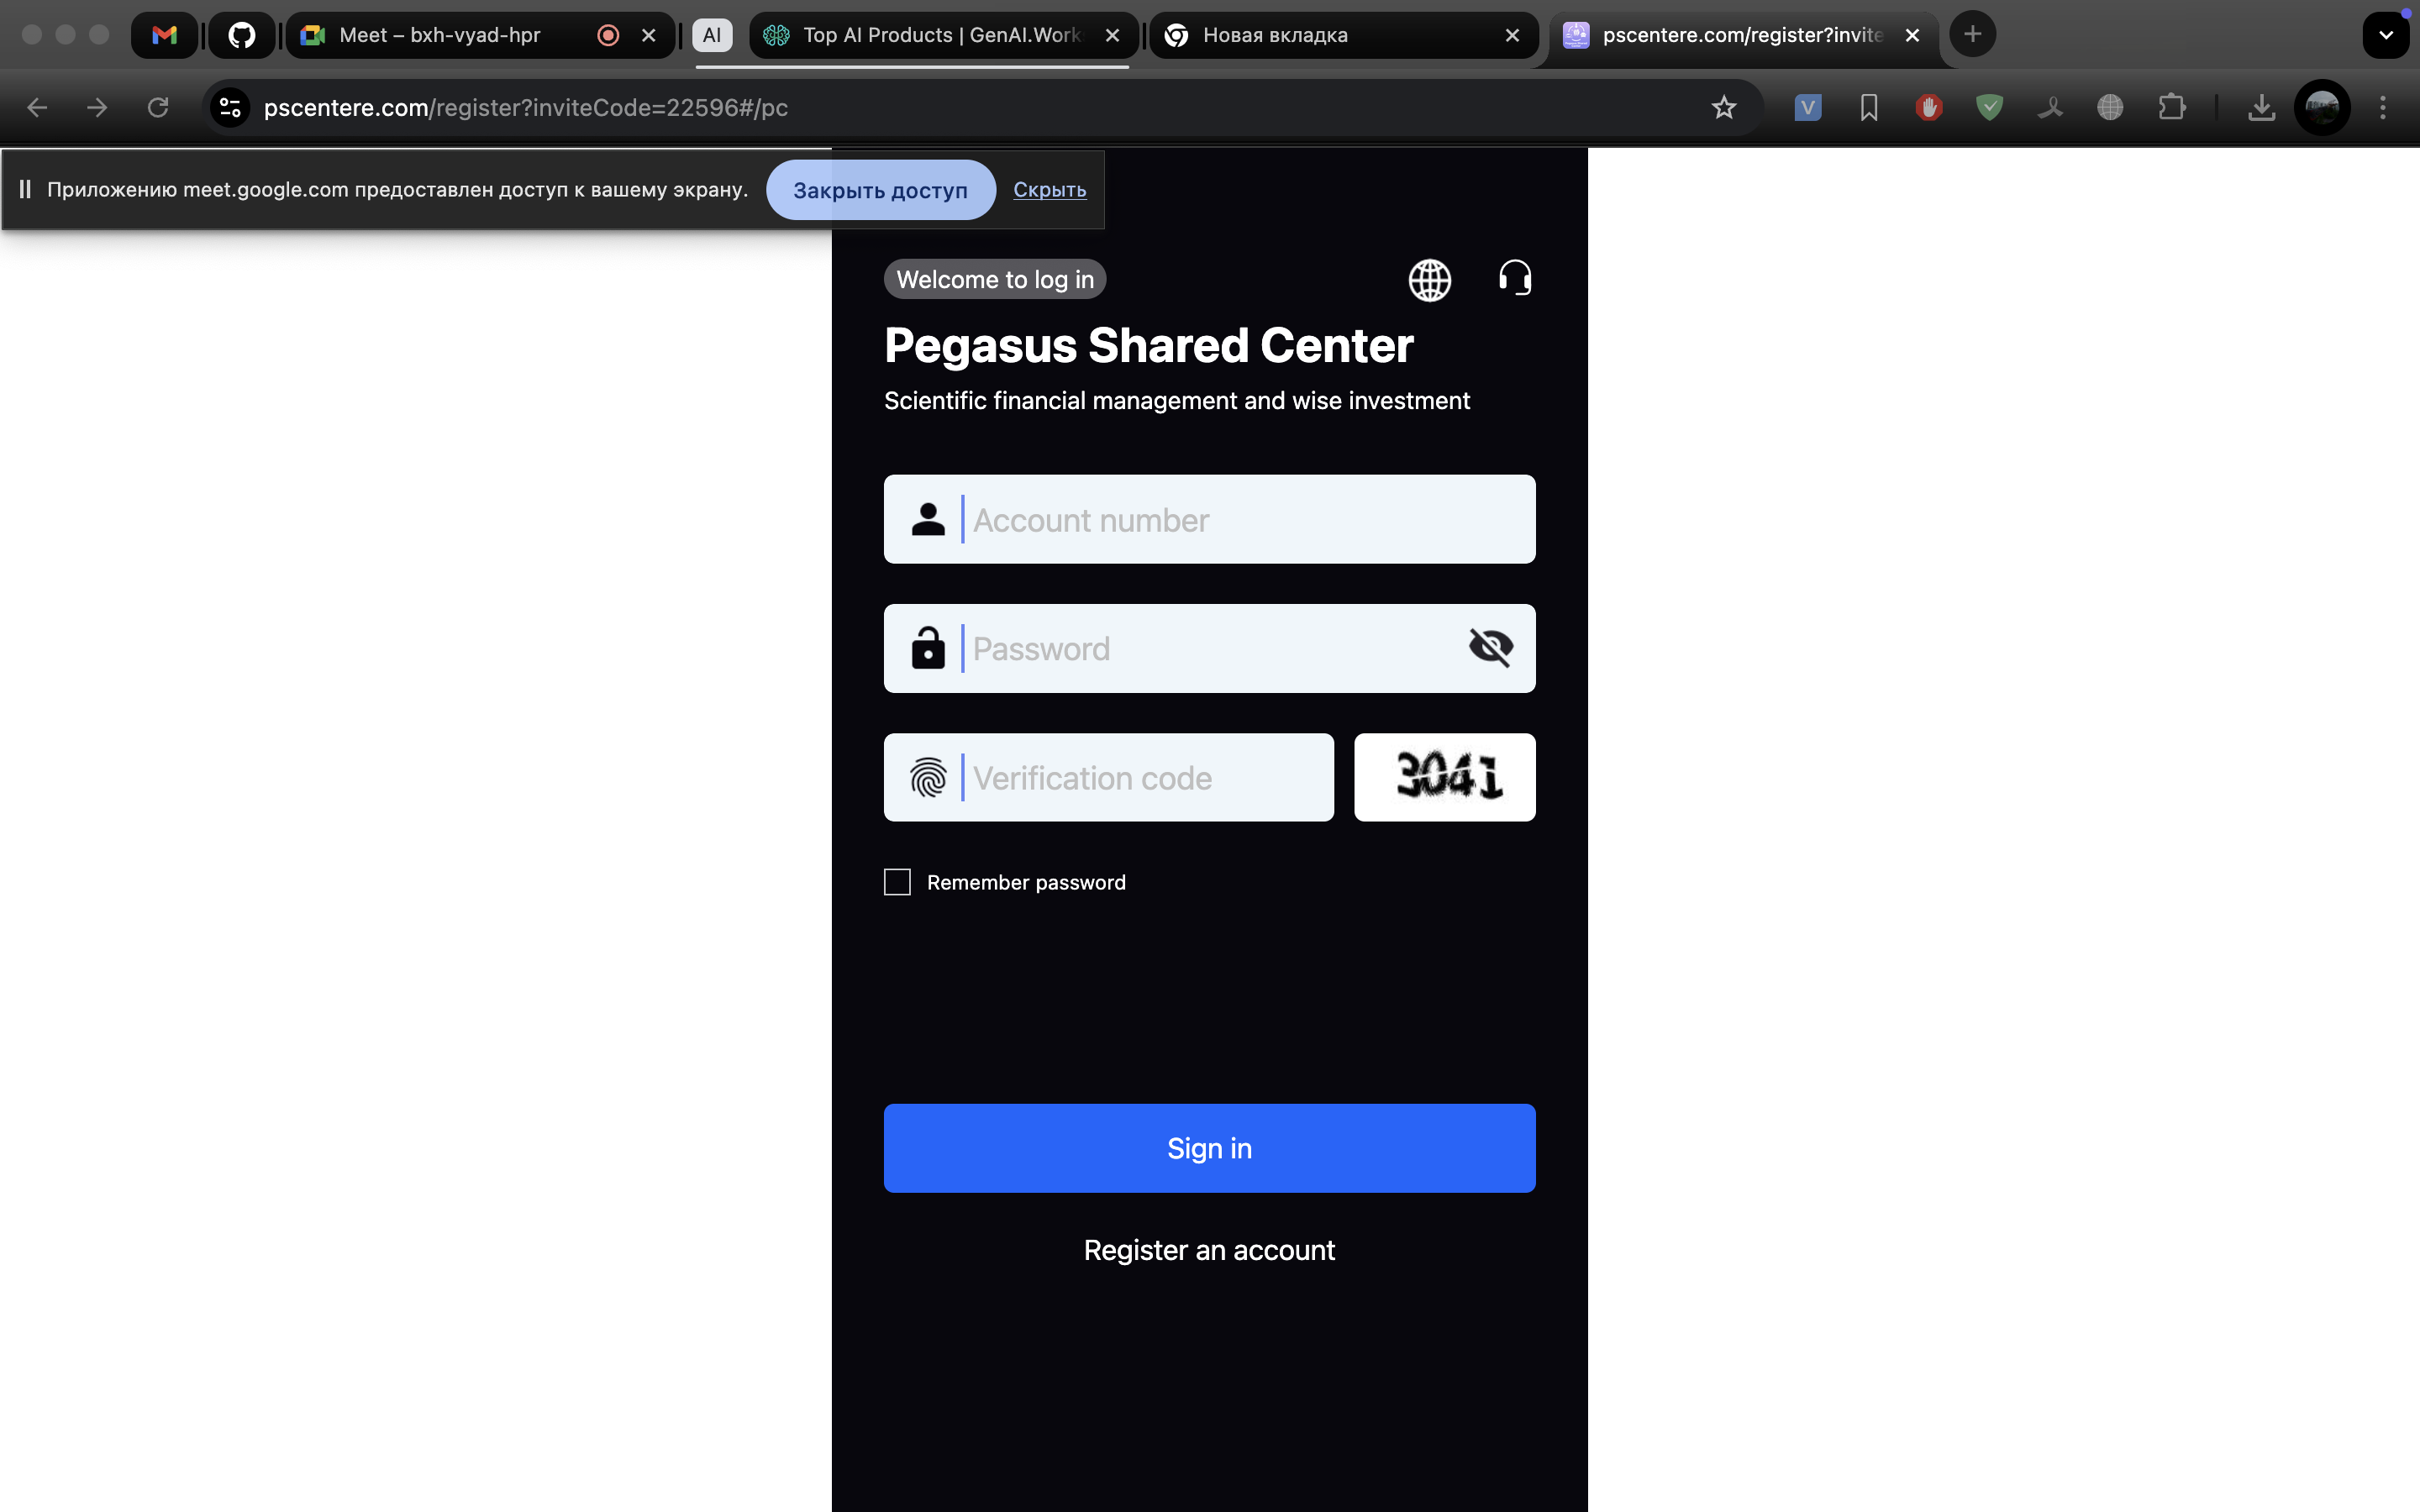 Meet – bxh-vyad-hpr
AI
Top AI Products | GenAI.Work
Новая вкладка
pscentere.com/register?invite
pscentere.com/register?inviteCode=22596#/pc
V
Приложению meet.google.com предоставлен доступ к вашему экрану.
Закрыть доступ
Скрыть
Welcome to log in
Pegasus Shared Center
Scientific financial management and wise investment
Account number
Password
Verification code
3041
Remember password
Sign in
Register an account